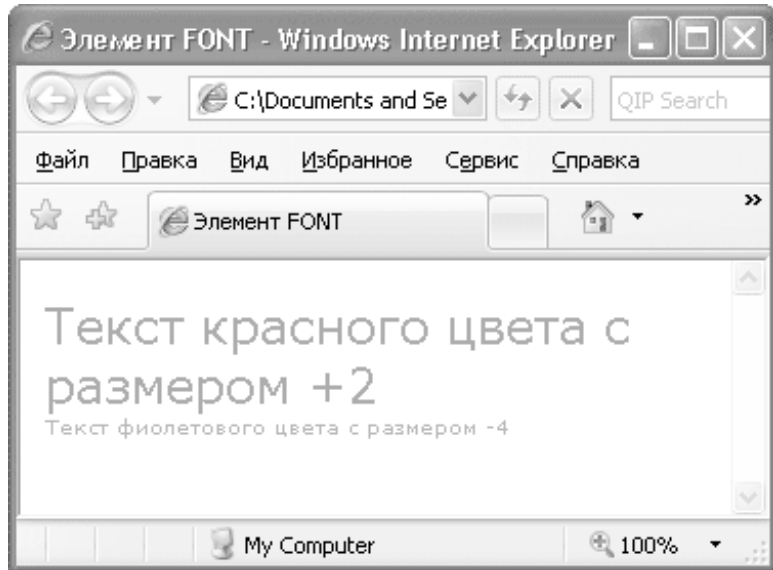 Элемент FONT - Windows Internet Explorer
C:\Documents and Se
QIP Search
Файл Правка Вид Избранное Сервис Справка
Элемент FONT
»
Текст красного цвета с
размером +2
Текст фиолетового цвета с размером -4
My Computer
100%